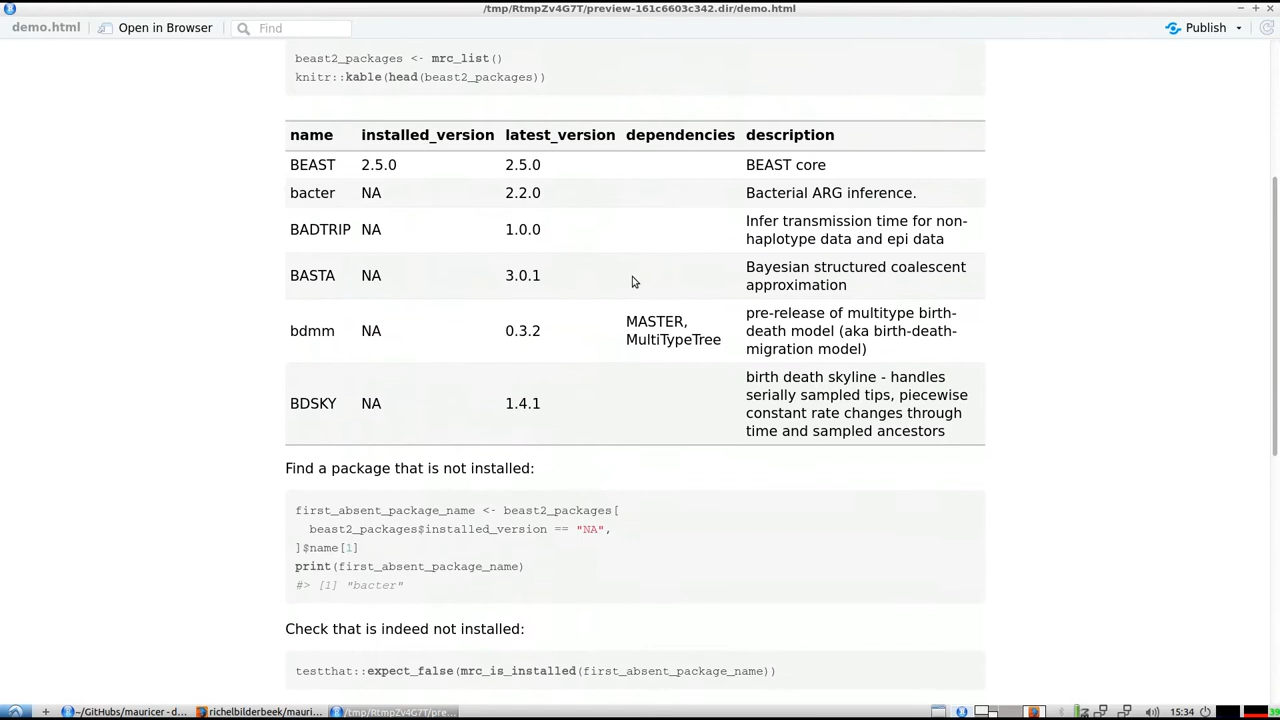 /tmp/RtmpZv4G7T/preview-161c6603c342.dir/demo.html
demo.html Open in Browser Find Publish
beast2_packages <- mrc_list()
knitr::kable(head(beast2_packages))
name installed_version latest_version dependencies description
BEAST 2.5.0 2.5.0 BEAST core
bacter NA 2.2.0 Bacterial ARG inference.
BADTRIP NA 1.0.0 Infer transmission time for non-
haplotype data and epi data
BASTA NA 3.0.1 Bayesian structured coalescent
approximation
bdmm NA 0.3.2 MASTER,
MultiTypeTree pre-release of multitype birth-
death model (aka birth-death-
migration model)
BDSKY NA 1.4.1 birth death skyline - handles
serially sampled tips, piecewise
constant rate changes through
time and sampled ancestors
Find a package that is not installed:
first_absent_package_name <- beast2_packages[
beast2_packages$installed_version == "NA",
]$name[1]
print(first_absent_package_name)
#> [1] "bacter"
Check that is indeed not installed:
testthat::expect_false(mrc_is_installed(first_absent_package_name))
~/GitHubs/mauricer - d... richelbilderbeek/mauri... /tmp/RtmpZv4G7T/pre... 15:34